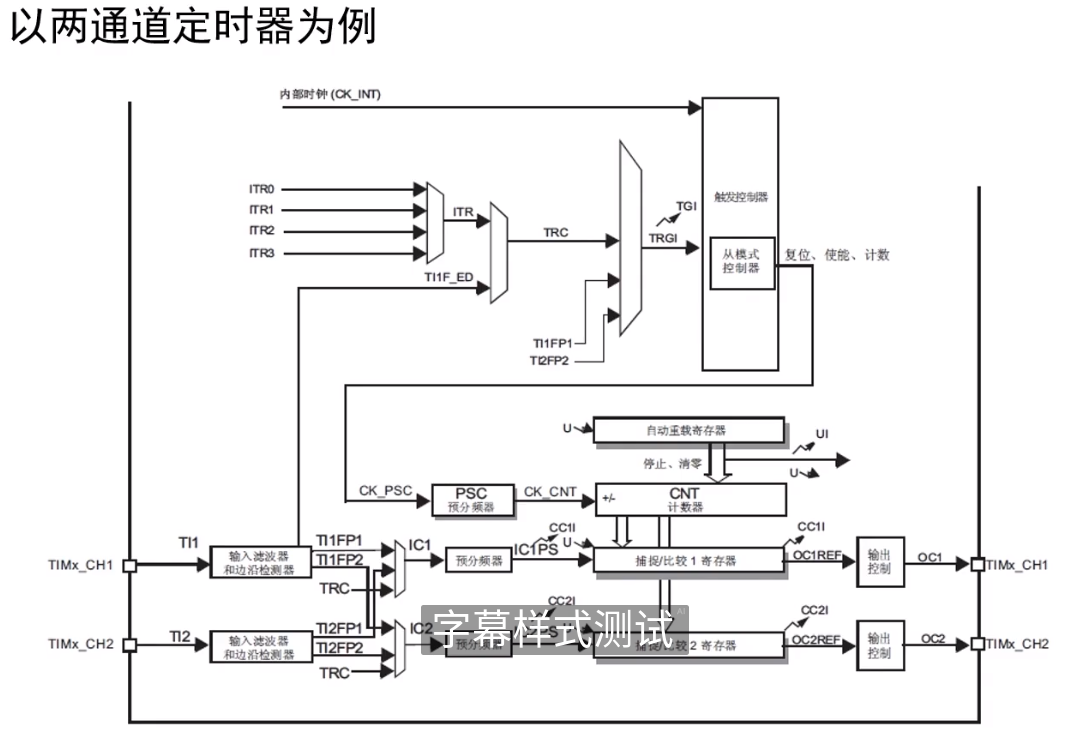 以两通道定时器为例
内部时钟(CK_INT)
ITR0
ITR1
ITR2
ITR3
ITR
TI1F_ED
TRC
TI1FP1
TI2FP2
TGI
TRGI
触发控制器
从模式
控制器
复位、使能、计数
U
自动重载寄存器
UI
停止、清零
U
CK_PSC
PSC
预分频器
CK_CNT
+/-
CNT
计数器
TIMx_CH1
TI1
输入滤波器
和边沿检测器
TI1FP1
TI1FP2
TRC
IC1
预分频器
IC1PS
CC1I
U
捕捉/比较 1 寄存器
CC1I
OC1REF
输出
控制
OC1
TIMx_CH1
TIMx_CH2
TI2
输入滤波器
和边沿检测器
TI2FP1
TI2FP2
TRC
IC2
预分频器
CC2I
捕捉/比较 2 寄存器
CC2I
OC2REF
输出
控制
OC2
TIMx_CH2
字幕样式测试
AI